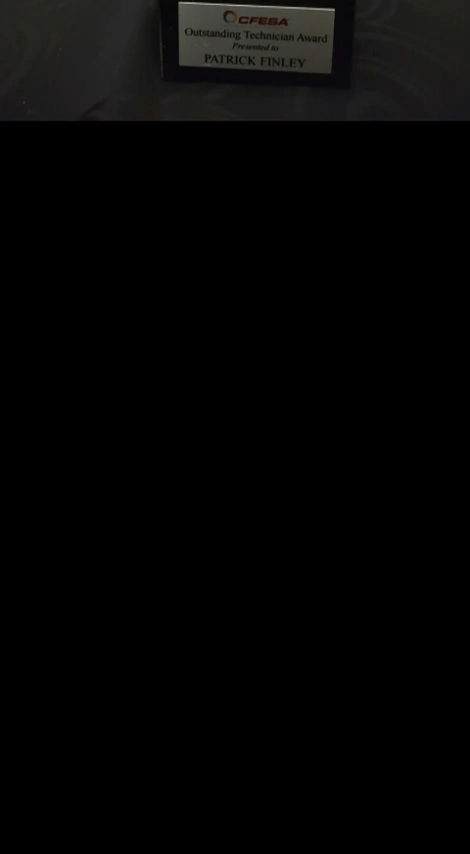 CFESA
Outstanding Technician Award
Presented to
PATRICK FINLEY